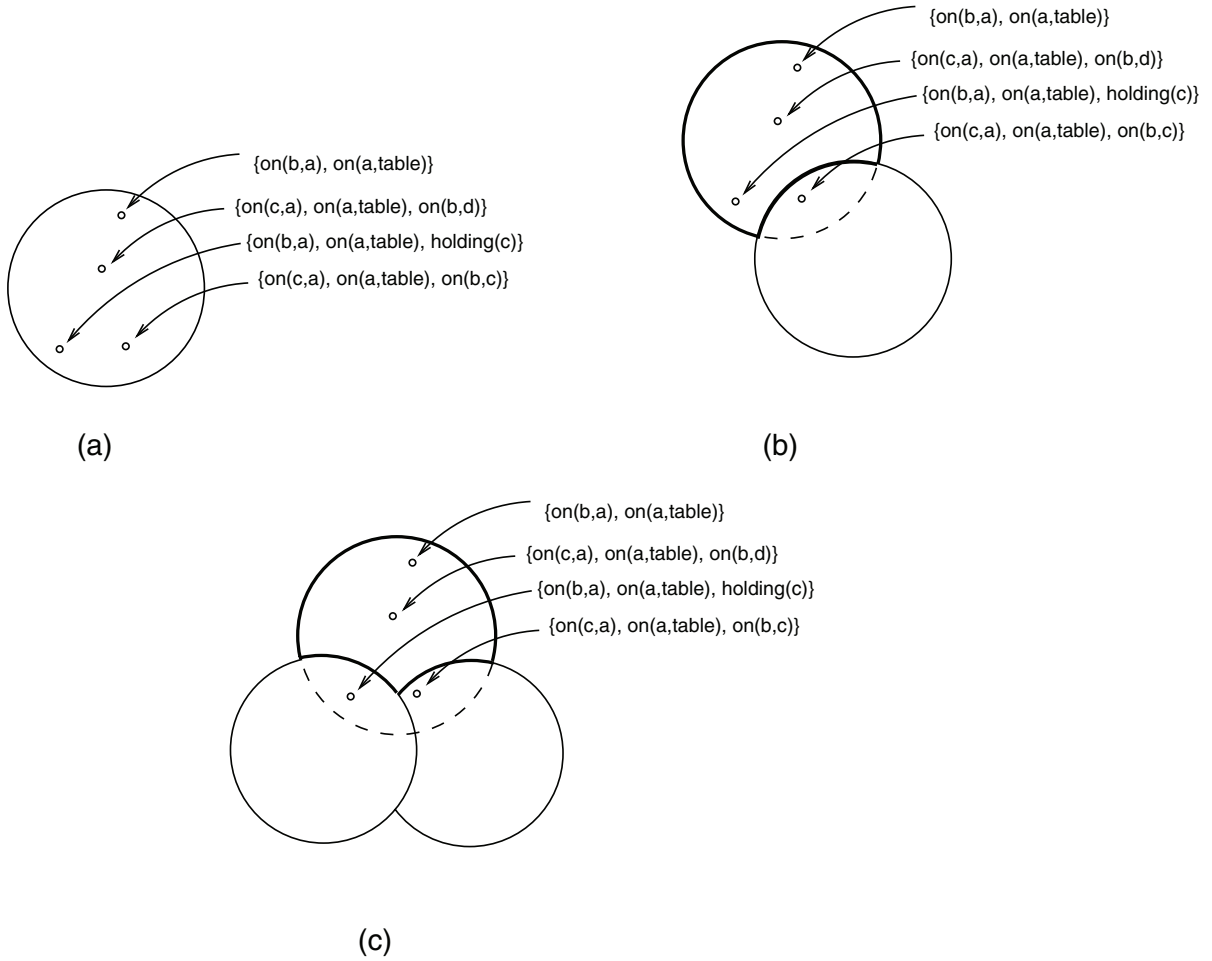 {on(b,a), on(a,table)}
{on(c,a), on(a,table), on(b,d)}
{on(b,a), on(a,table), holding(c)}
{on(c,a), on(a,table), on(b,c)}
(a)
{on(b,a), on(a,table)}
{on(c,a), on(a,table), on(b,d)}
{on(b,a), on(a,table), holding(c)}
{on(c,a), on(a,table), on(b,c)}
(b)
{on(b,a), on(a,table)}
{on(c,a), on(a,table), on(b,d)}
{on(b,a), on(a,table), holding(c)}
{on(c,a), on(a,table), on(b,c)}
(c)